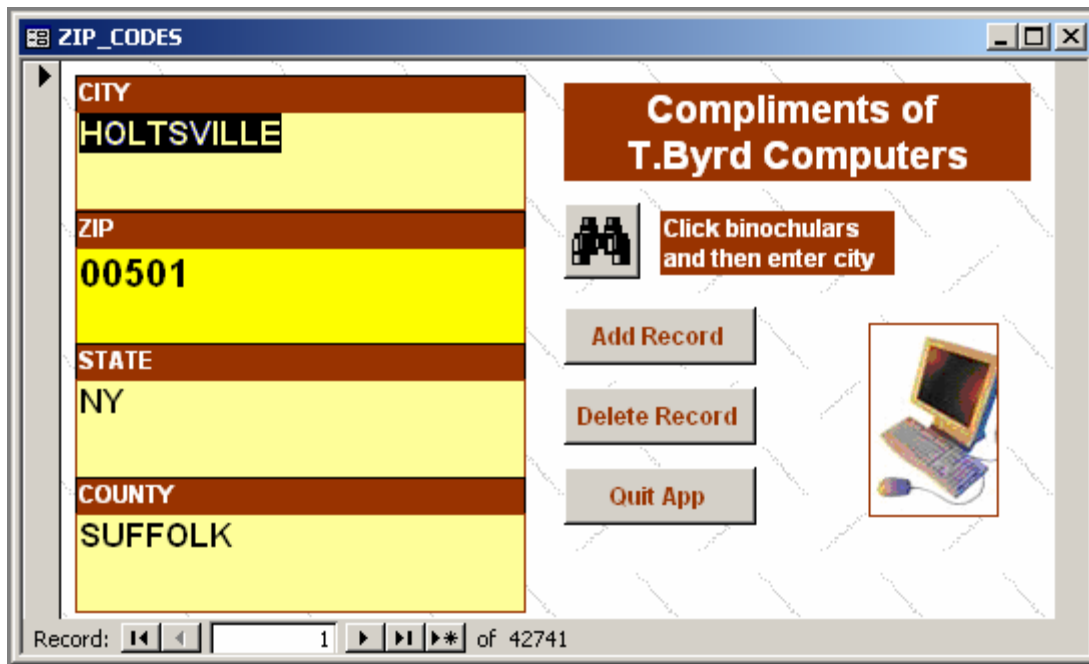 ZIP_CODES
CITY
HOLTSVILLE
ZIP
00501
STATE
NY
COUNTY
SUFFOLK
Compliments of
T.Byrd Computers
Click binochulars
and then enter city
Add Record
Delete Record
Quit App
Record: 1 of 42741